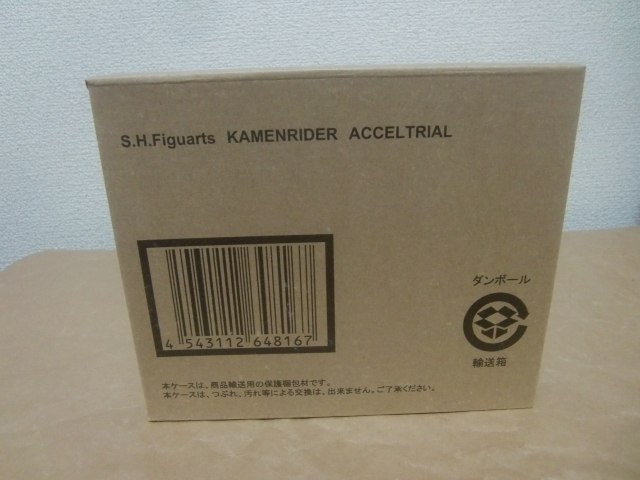 S.H.Figuarts KAMENRIDER ACCELTRIAL
4 543112 648167
ダンボール
輸送箱
本ケースは、商品輸送用の保護梱包材です。
本ケースは、つぶれ、汚れ等による交換は、出来ません。ご了承ください。